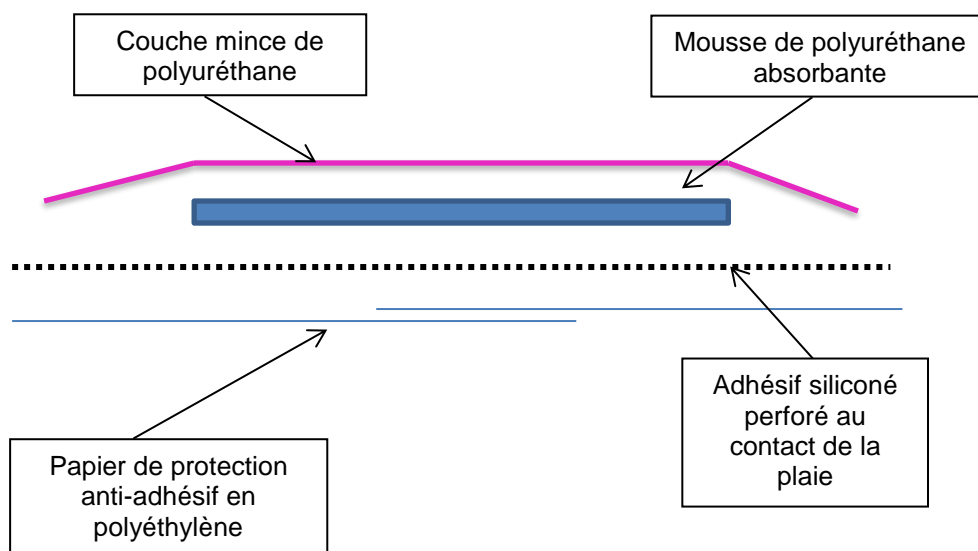 Couche mince de
polyuréthane
Mousse de polyuréthane
absorbante
Adhésif siliconé
perforé au
contact de la
plaie
Papier de protection
anti-adhésif en
polyéthylène